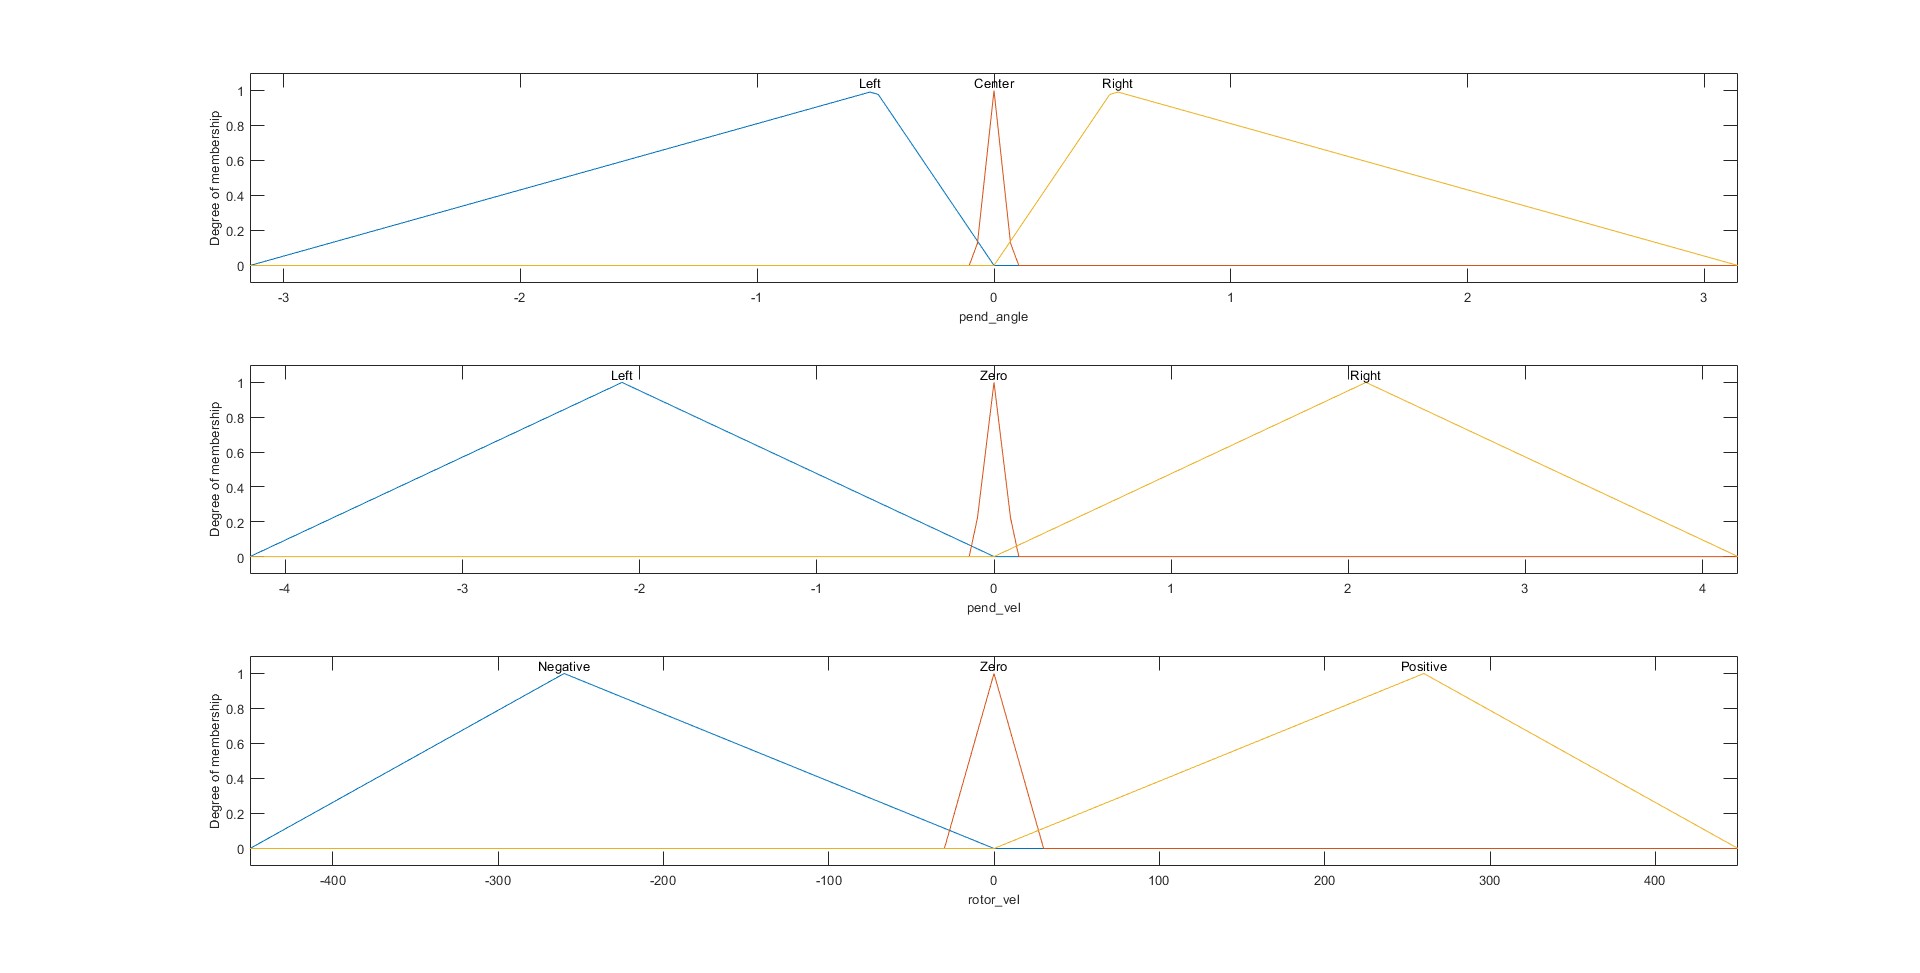 Left Center Right
Degree of membership
1
0.8
0.6
0.4
0.2
0
-3 -2 -1 0 1 2 3
pend_angle
Left Zero Right
Degree of membership
1
0.8
0.6
0.4
0.2
0
-4 -3 -2 -1 0 1 2 3 4
pend_vel
Negative Zero Positive
Degree of membership
1
0.8
0.6
0.4
0.2
0
-400 -300 -200 -100 0 100 200 300 400
rotor_vel